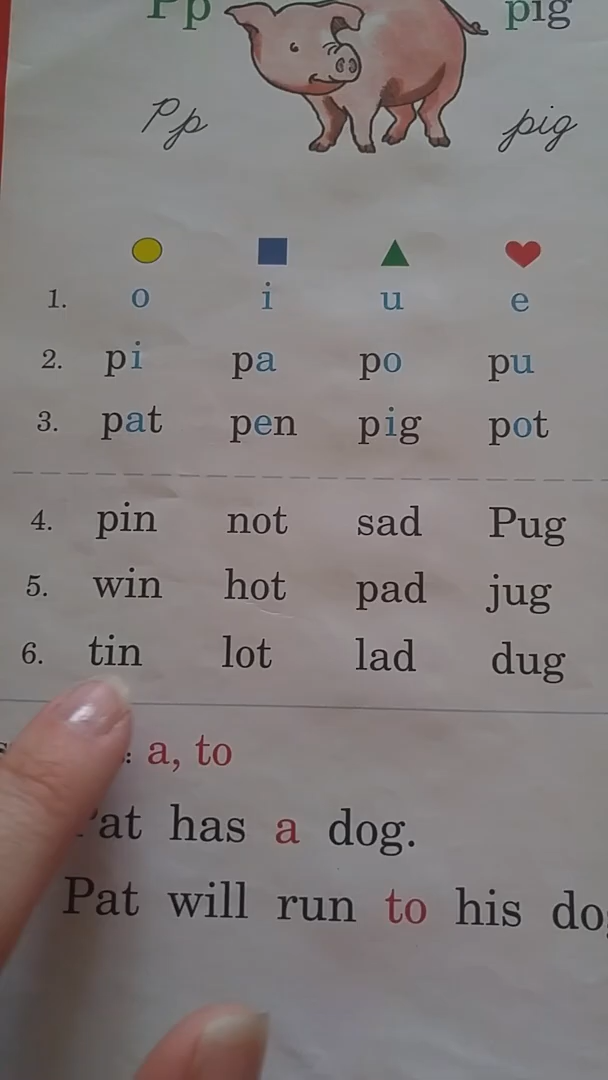 Pp pig
Pp pig
1. o i u e
2. pi pa po pu
3. pat pen pig pot
4. pin not sad Pug
5. win hot pad jug
6. tin lot lad dug
: a, to
has a dog.
Pat will run to his